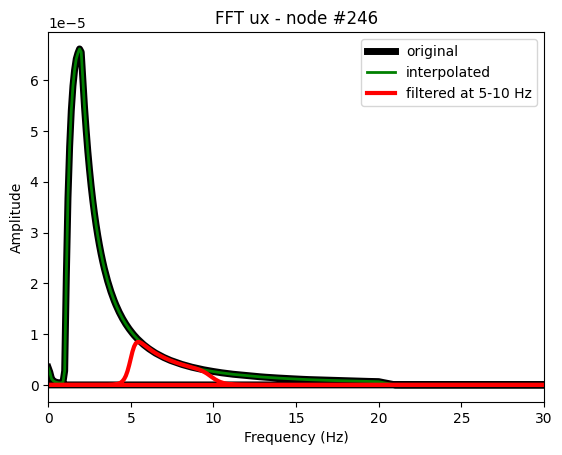 FFT ux - node #246
1e−5
original
interpolated
filtered at 5-10 Hz
6
5
4
3
2
1
0
Amplitude
0 5 10 15 20 25 30
Frequency (Hz)